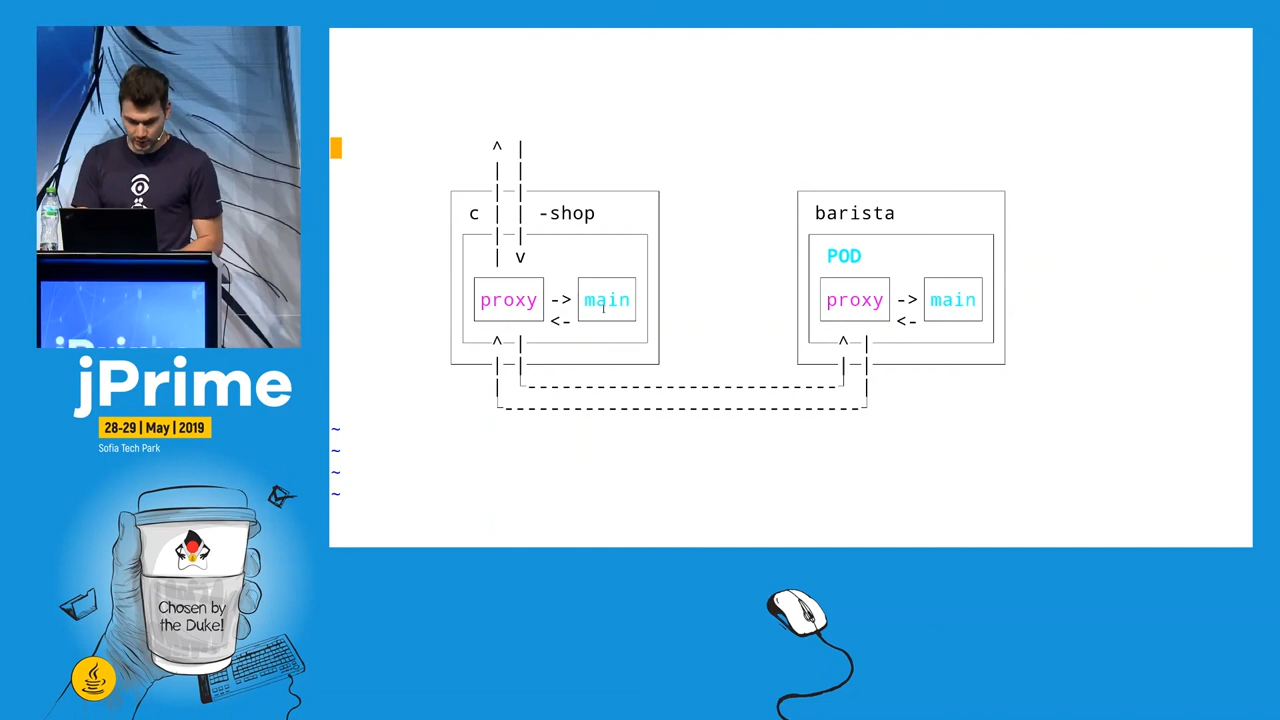 ^ |
c | | -shop
| v
proxy -> main
<-
^ |
barista
POD
proxy -> main
<-
^ |
~
~
~
~
jPrime
28-29 | May | 2019
Sofia Tech Park
Chosen by
the Duke!